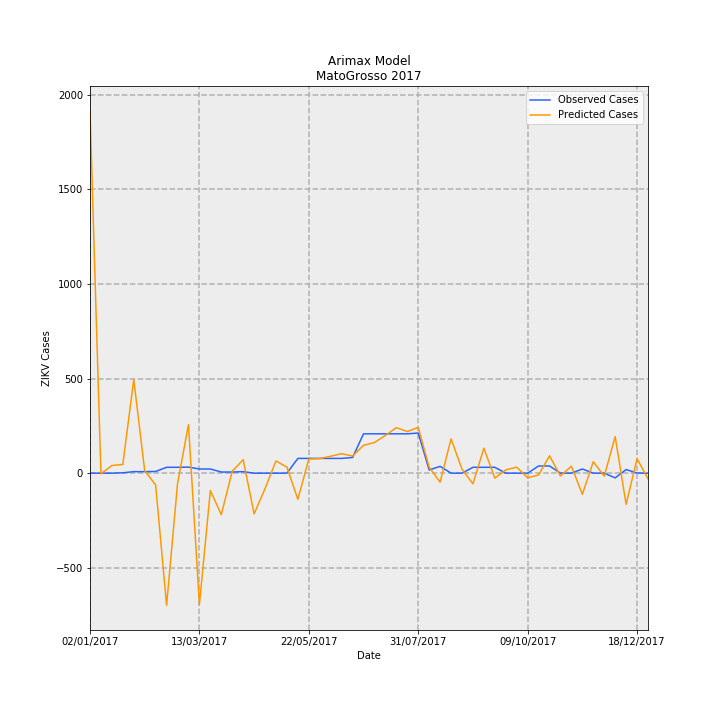 Arimax Model
MatoGrosso 2017
Observed Cases
Predicted Cases
2000
1500
1000
500
0
−500
ZIKV Cases
02/01/2017
13/03/2017
22/05/2017
31/07/2017
09/10/2017
18/12/2017
Date